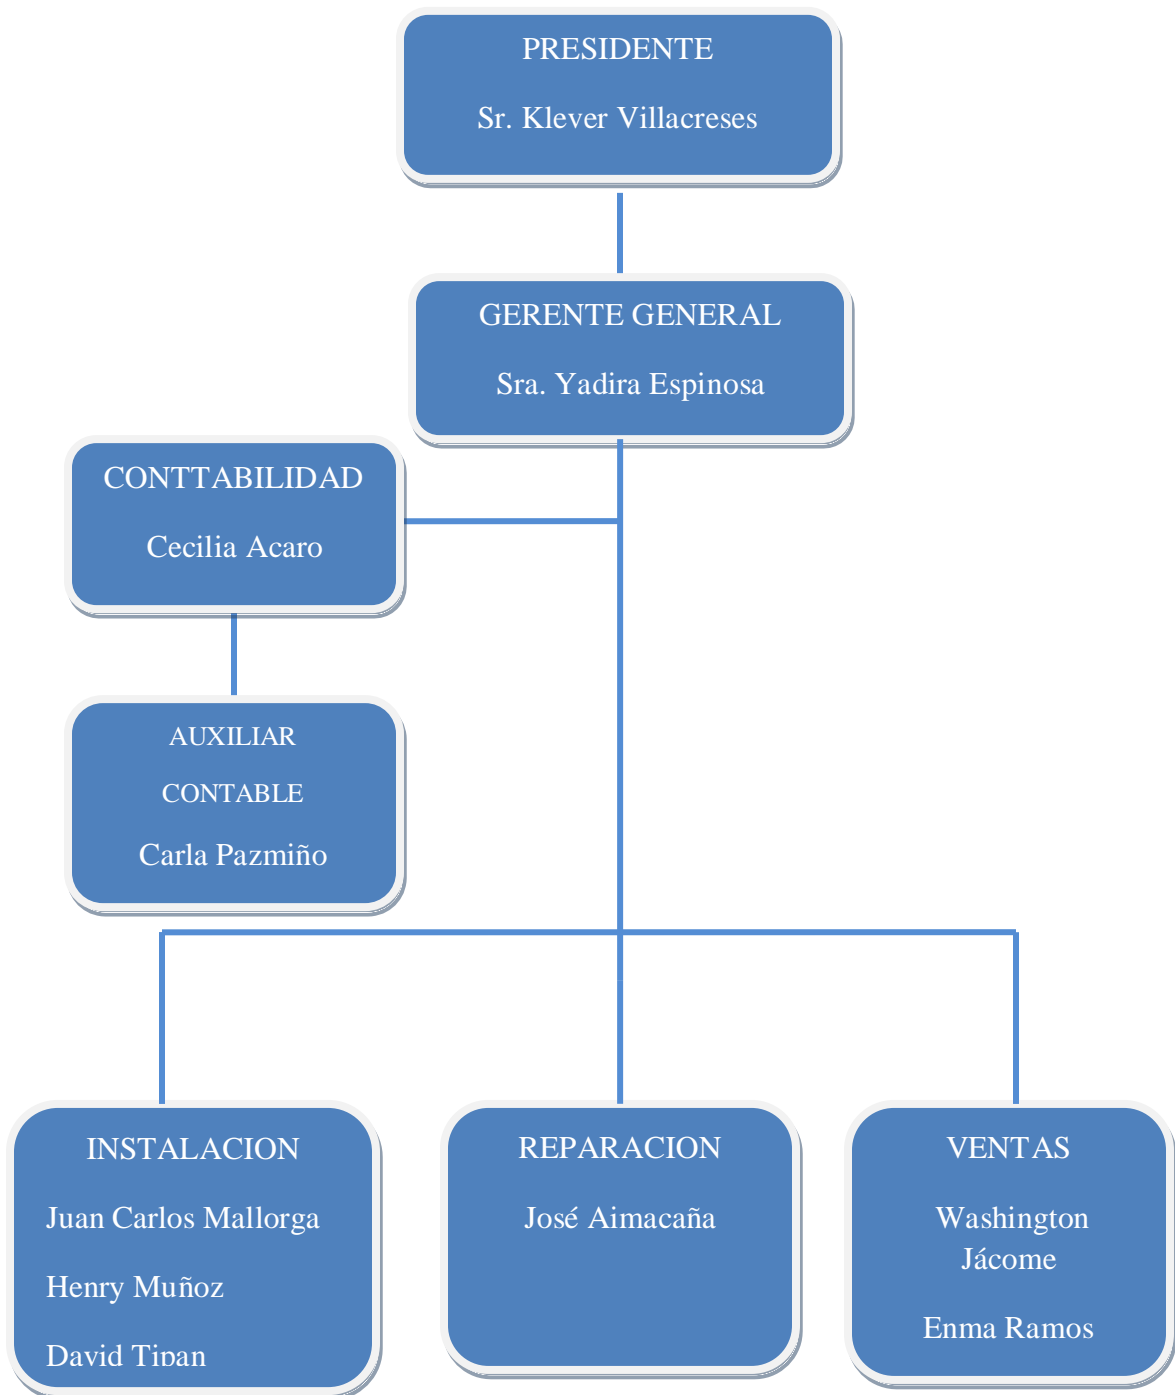 PRESIDENTE
Sr. Klever Villacreses
GERENTE GENERAL
Sra. Yadira Espinosa
CONTTABILIDAD
Cecilia Acaro
AUXILIAR
CONTABLE
Carla Pazmiño
INSTALACION
Juan Carlos Mallorga
Henry Muñoz
David Tipan
REPARACION
José Aimacaña
VENTAS
Washington
Jácome
Enma Ramos